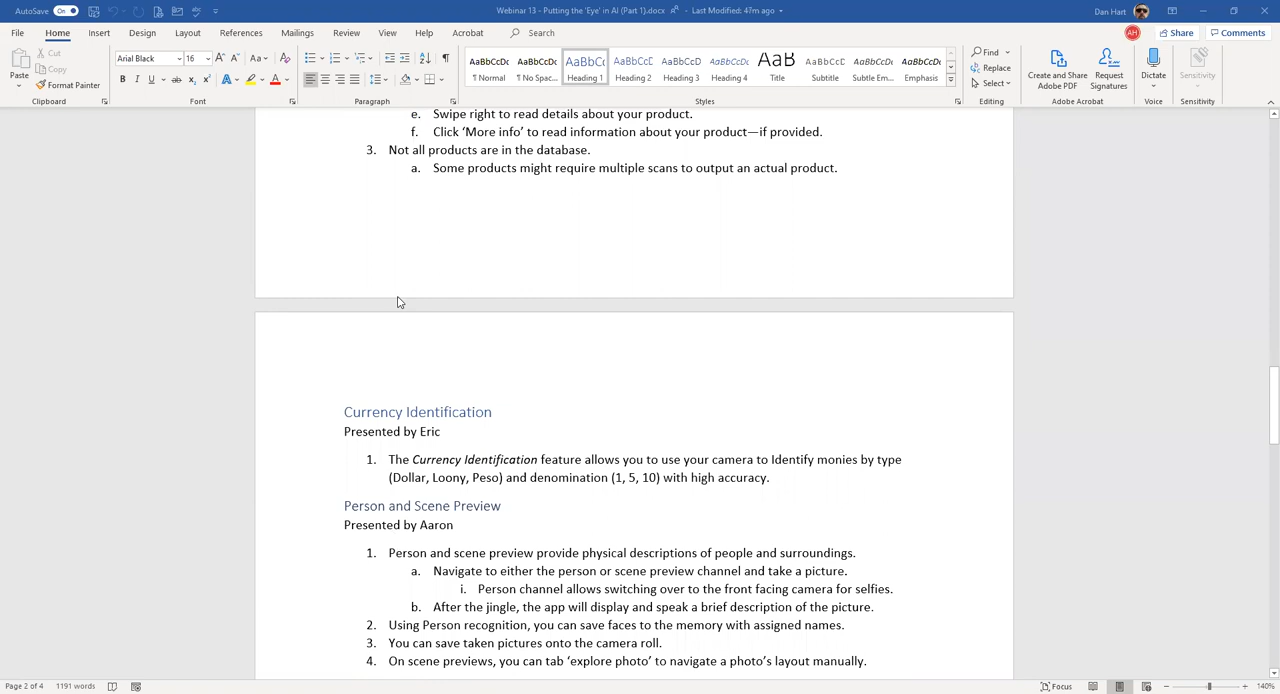 AutoSave On Webinar 13 - Putting the 'Eye' in AI (Part 1).docx - Last Modified: 47m ago Dan Hart
File Home Insert Design Layout References Mailings Review View Help Acrobat Search AH Share Comments
Paste Cut Copy Format Painter Clipboard
Arial Black 16 Font
Paragraph
AaBbCcDc ¶ Normal
AaBbCcDc ¶ No Spac...
AaBbCc Heading 1
AaBbCcD Heading 2
AaBbCcD Heading 3
AaBbCcDc Heading 4
AaB Title
AaBbCcD Subtitle
AaBbCcDc Subtle Em...
AaBbCcDc Emphasis
Styles
Find Replace Select Editing
Create and Share Adobe PDF Request Signatures Adobe Acrobat
Dictate Voice
Sensitivity Sensitivity
e. Swipe right to read details about your product.
f. Click 'More info' to read information about your product—if provided.
3. Not all products are in the database.
a. Some products might require multiple scans to output an actual product.
Currency Identification
Presented by Eric
1. The Currency Identification feature allows you to use your camera to Identify monies by type
(Dollar, Loony, Peso) and denomination (1, 5, 10) with high accuracy.
Person and Scene Preview
Presented by Aaron
1. Person and scene preview provide physical descriptions of people and surroundings.
a. Navigate to either the person or scene preview channel and take a picture.
i. Person channel allows switching over to the front facing camera for selfies.
b. After the jingle, the app will display and speak a brief description of the picture.
2. Using Person recognition, you can save faces to the memory with assigned names.
3. You can save taken pictures onto the camera roll.
4. On scene previews, you can tab 'explore photo' to navigate a photo's layout manually.
Page 2 of 4 1191 words Focus 140%